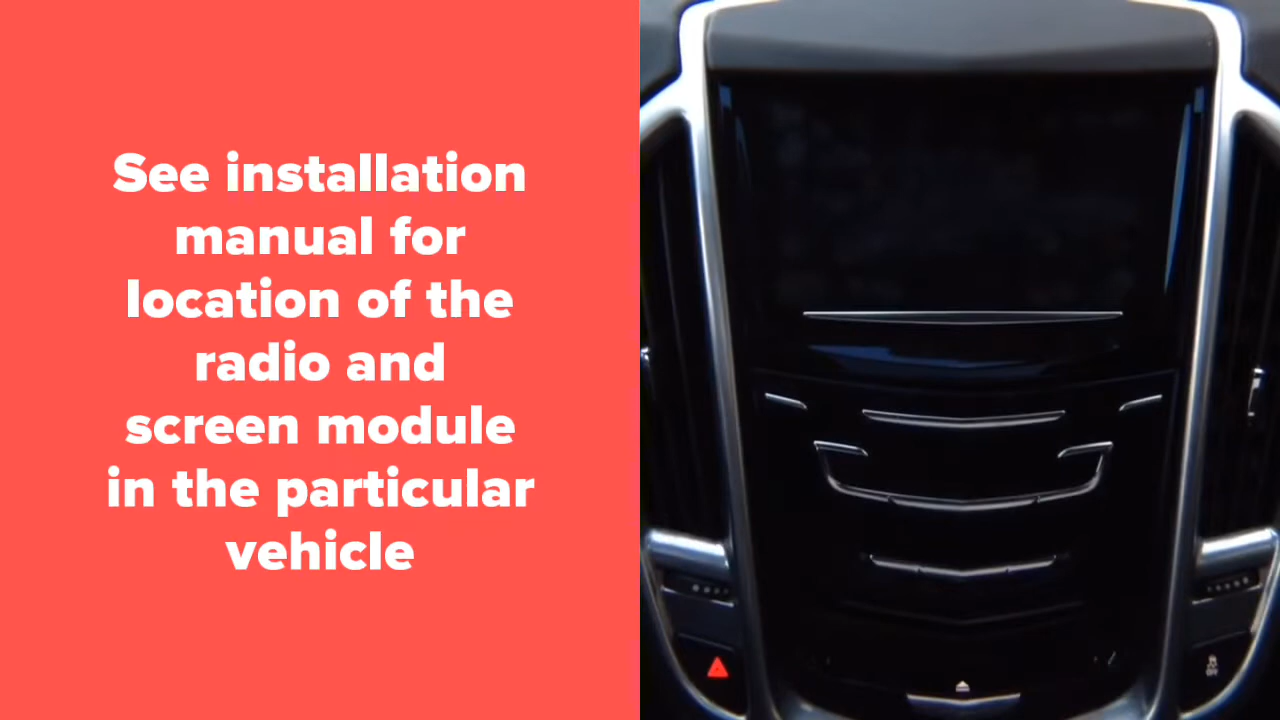 See installation
manual for
location of the
radio and
screen module
in the particular
vehicle